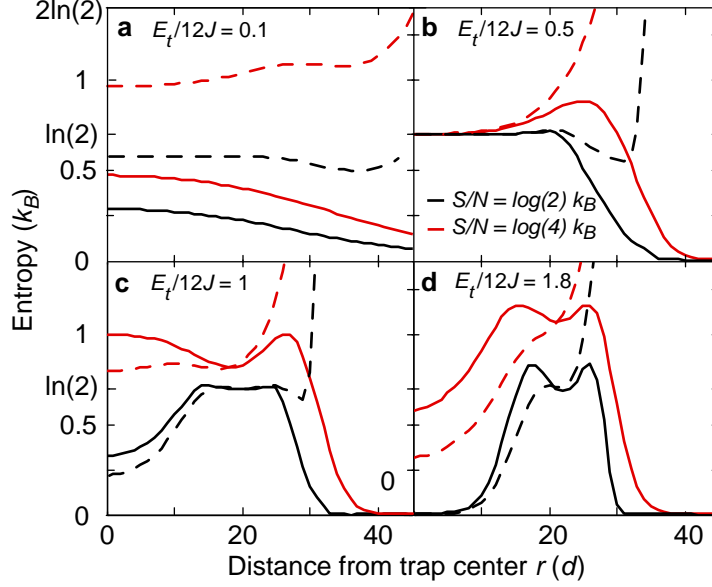 2ln(2)
a E_t/12J = 0.1
b E_t/12J = 0.5
1
ln(2)
0.5
0
Entropy (k_B)
S/N = log(2) k_B
S/N = log(4) k_B
c E_t/12J = 1
d E_t/12J = 1.8
1
ln(2)
0.5
0
0 20 40
0 20 40
Distance from trap center r (d)